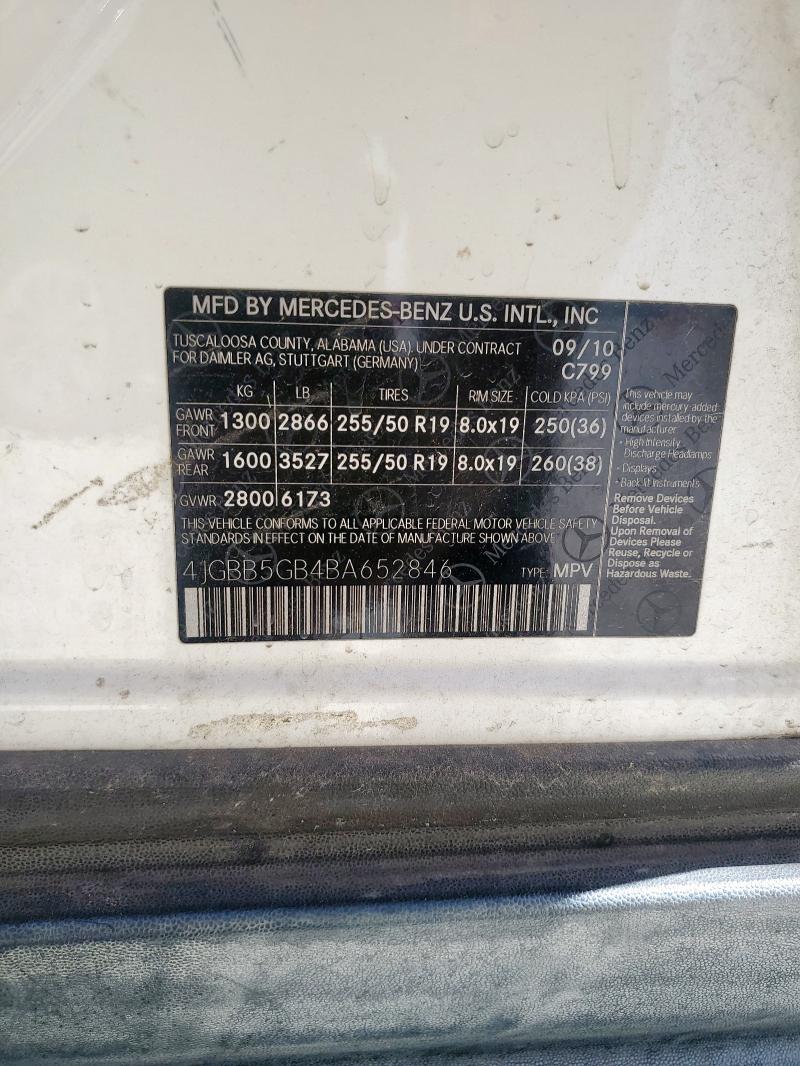 MFD BY MERCEDES-BENZ U.S. INTL., INC
TUSCALOOSA COUNTY, ALABAMA (USA). UNDER CONTRACT
FOR DAIMLER AG, STUTTGART (GERMANY)
09/10
C799
KG LB TIRES RIM SIZE COLD KPA (PSI)
GAWR FRONT 1300 2866 255/50 R19 8.0x19 250(36)
GAWR REAR 1600 3527 255/50 R19 8.0x19 260(38)
GVWR 2800 6173
THIS VEHICLE CONFORMS TO ALL APPLICABLE FEDERAL MOTOR VEHICLE SAFETY
STANDARDS IN EFFECT ON THE DATE OF MANUFACTURE SHOWN ABOVE.
4JGBB5GB4BA652846 TYPE: MPV
This vehicle may
include mercury-added
devices installed by the
manufacturer:
- High Intensity
Discharge Headlamps
- Displays
- Back lit Instruments
Remove Devices
Before Vehicle
Disposal.
Upon Removal of
Devices Please
Reuse, Recycle or
Dispose as
Hazardous Waste.
Mercedes Benz